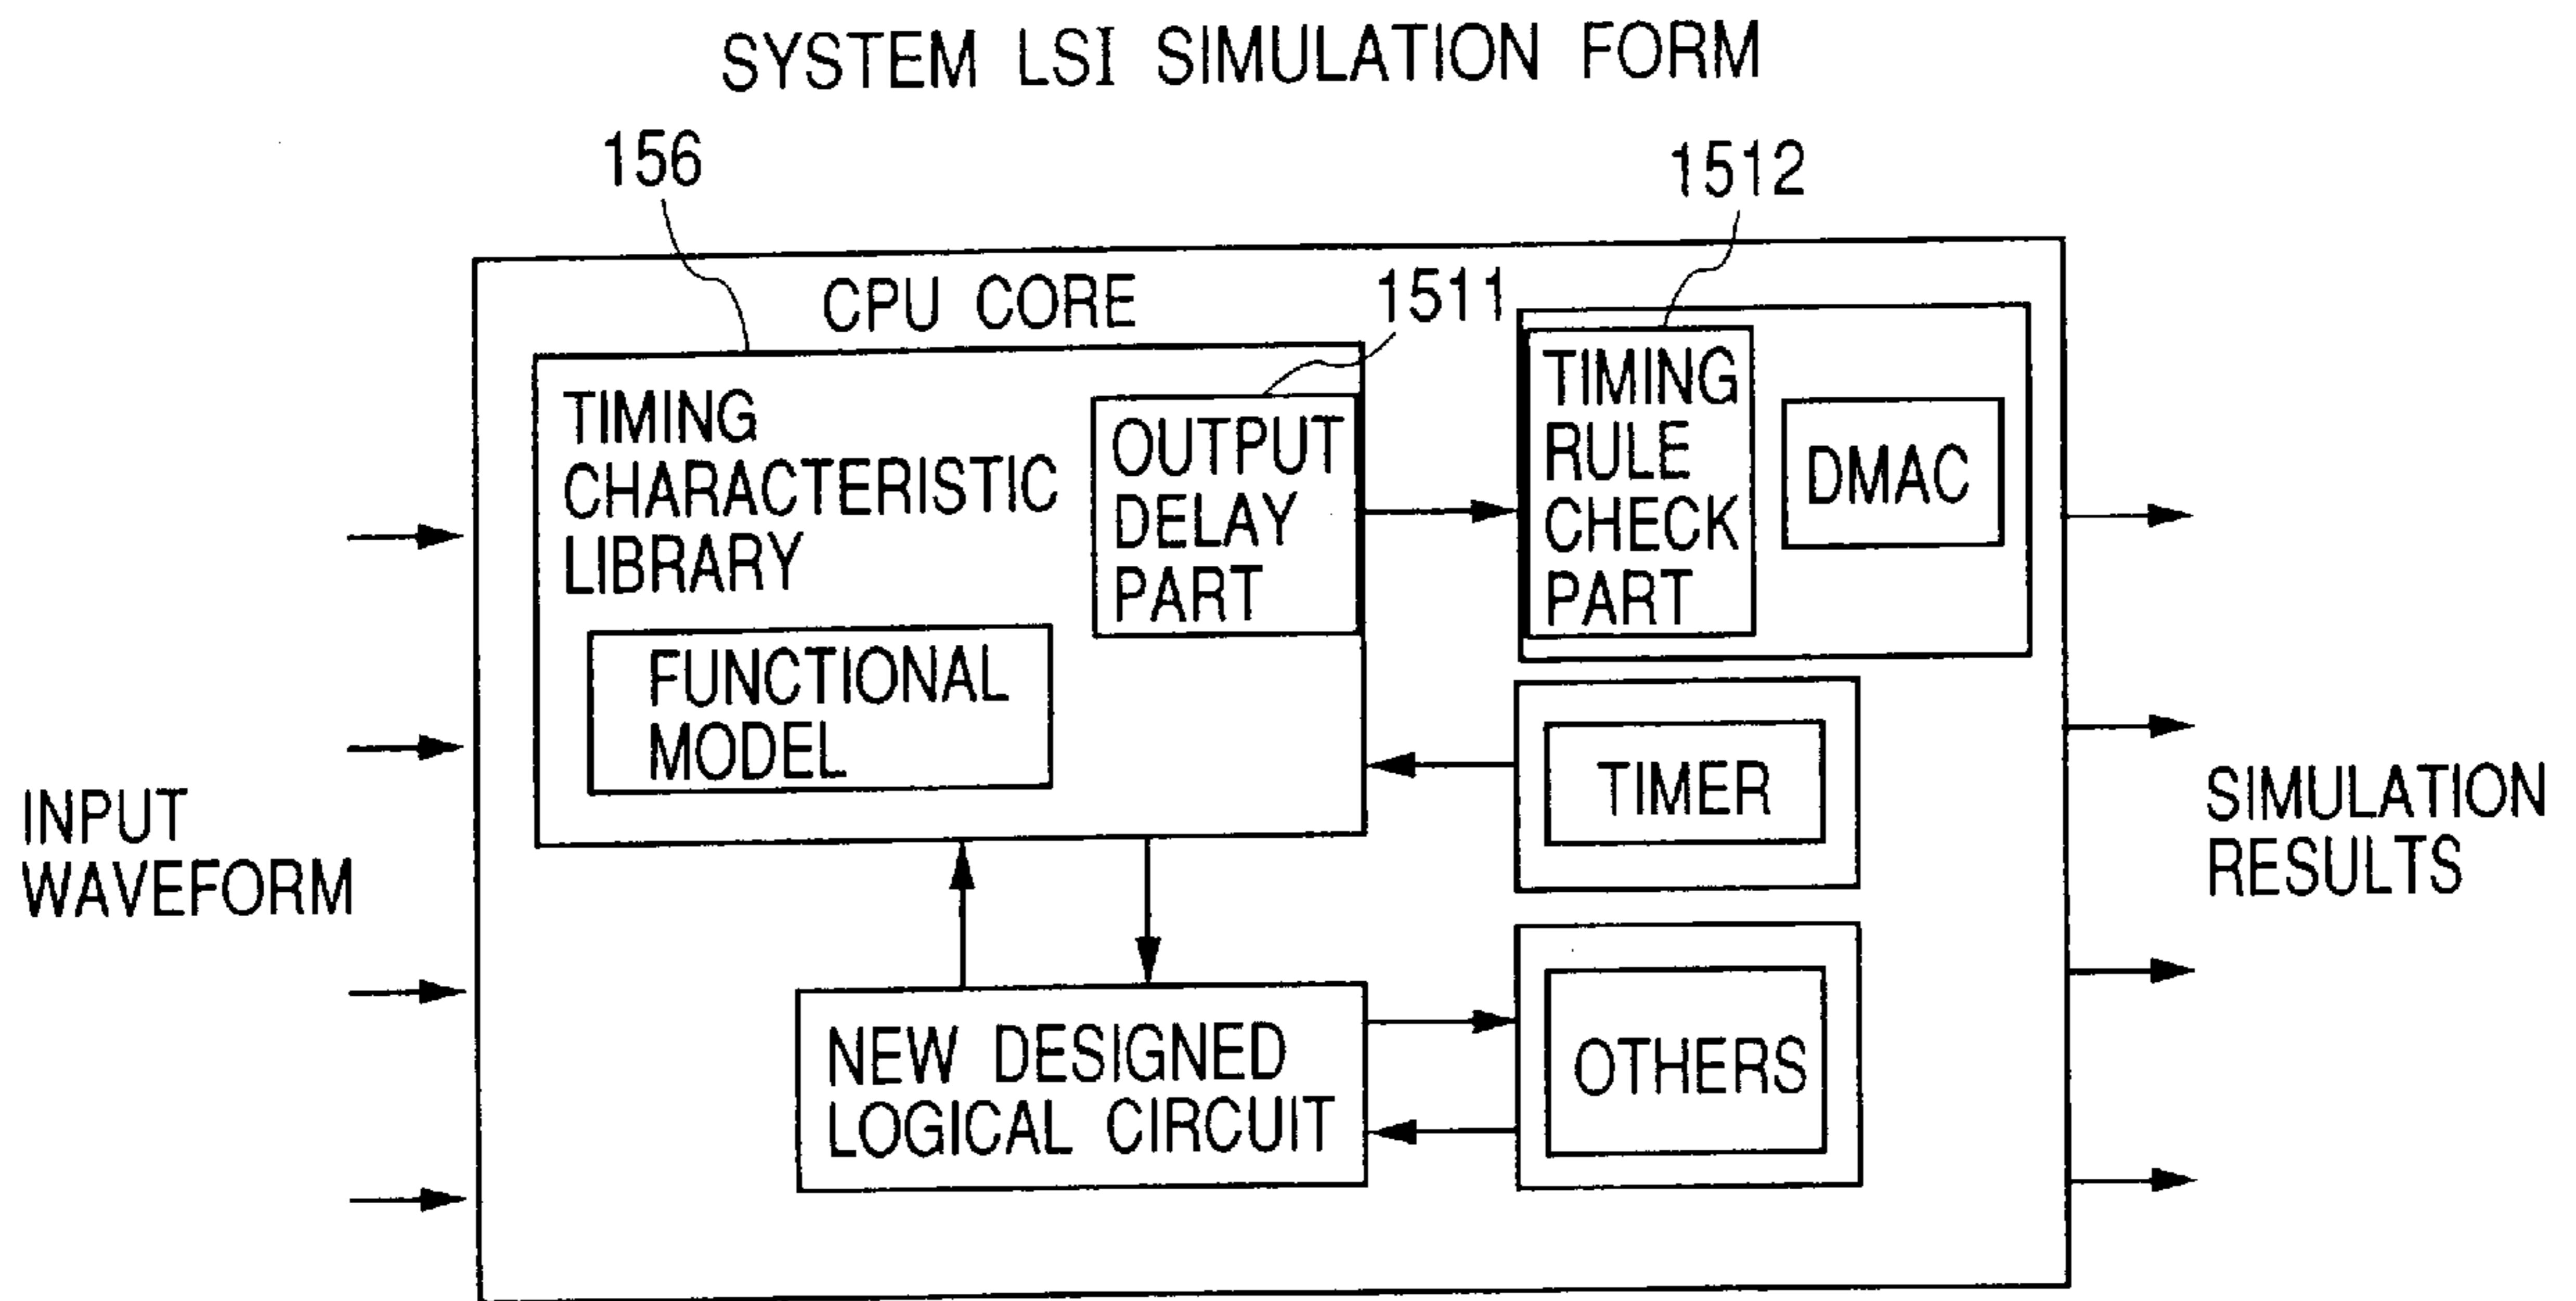 SYSTEM LSI SIMULATION FORM
156
1512
CPU CORE
1511
TIMING
CHARACTERISTIC
LIBRARY
OUTPUT
DELAY
PART
TIMING
RULE
CHECK
PART
DMAC
FUNCTIONAL
MODEL
TIMER
INPUT
WAVEFORM
SIMULATION
RESULTS
NEW DESIGNED
LOGICAL CIRCUIT
OTHERS